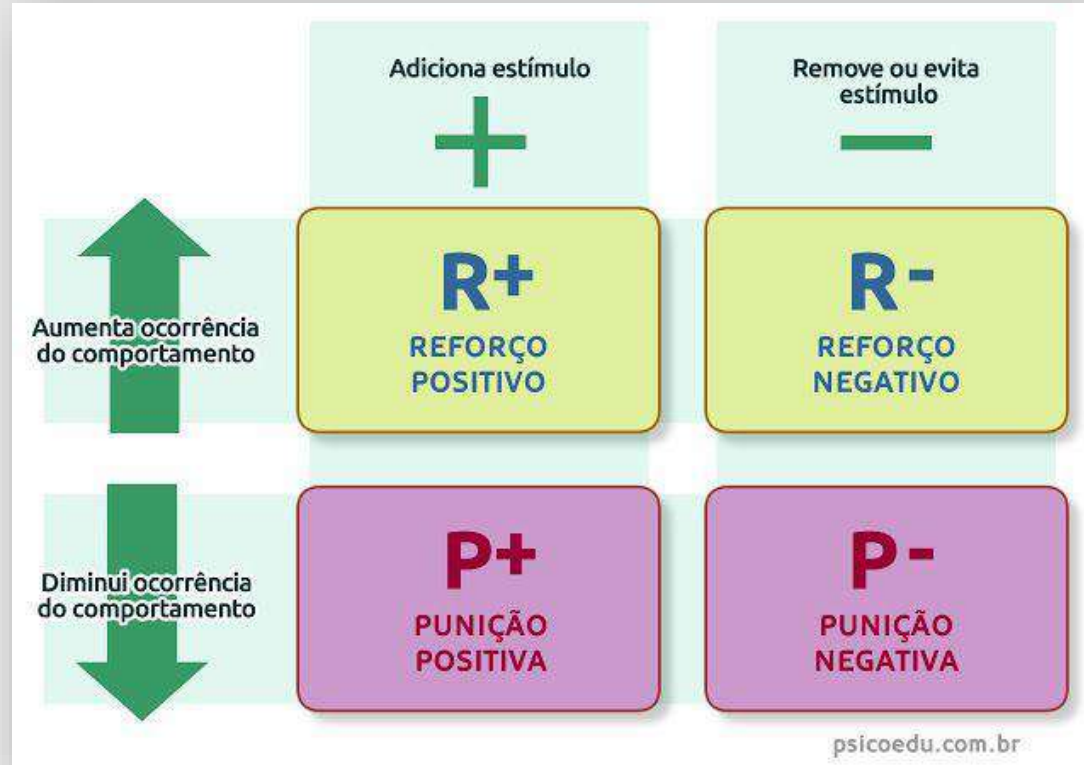 Adiciona estímulo
Remove ou evita
estímulo
+
-
Aumenta ocorrência
do comportamento
R+
REFORÇO
POSITIVO
R-
REFORÇO
NEGATIVO
Diminui ocorrência
do comportamento
P+
PUNIÇÃO
POSITIVA
P-
PUNIÇÃO
NEGATIVA
psicoedu.com.br